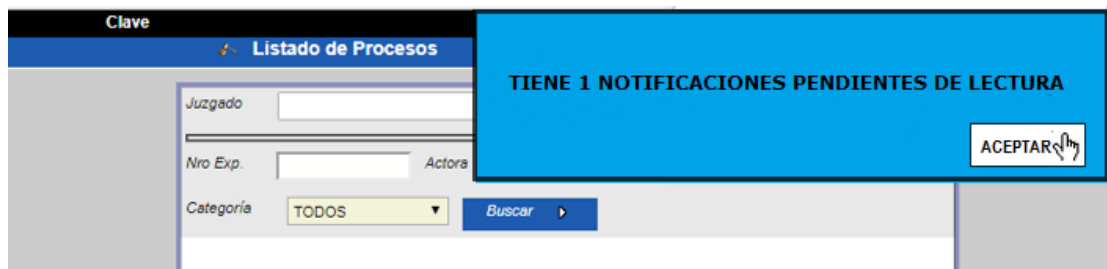 Clave
Listado de Procesos
TIENE 1 NOTIFICACIONES PENDIENTES DE LECTURA
ACEPTAR
Juzgado
Nro Exp. Actora
Categoría TODOS Buscar